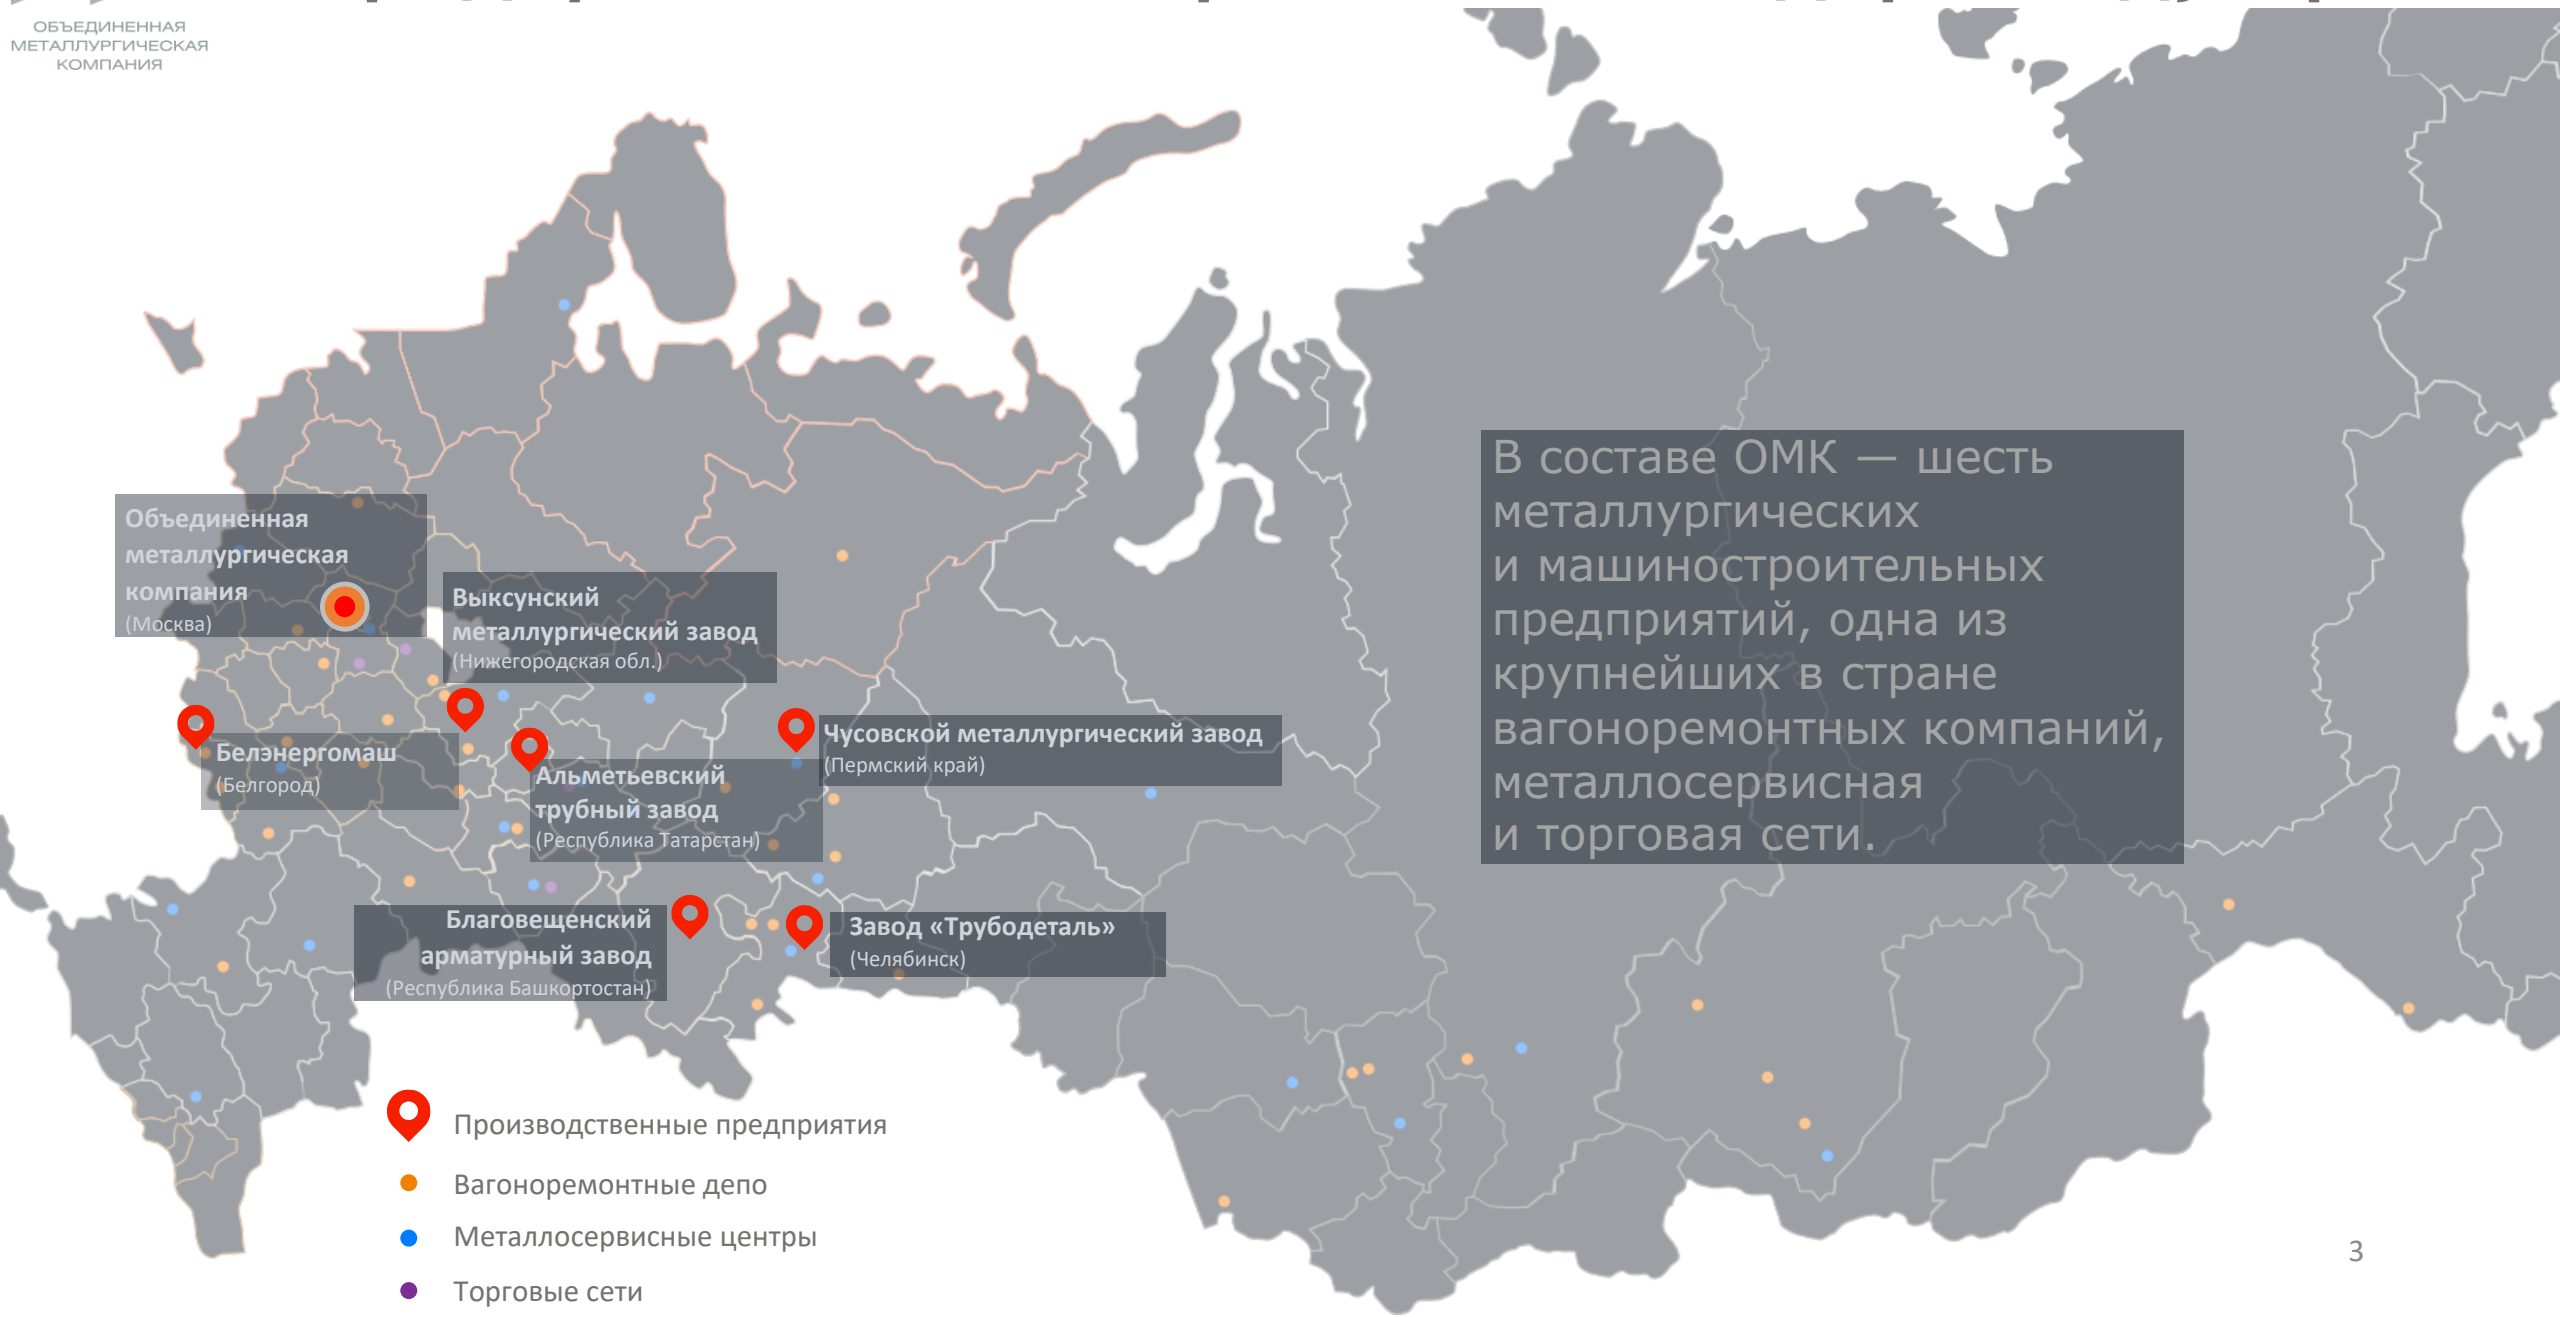 ОБЪЕДИНЕННАЯ
МЕТАЛЛУРГИЧЕСКАЯ
КОМПАНИЯ
Объединенная
металлургическая
компания
(Москва)
Выксунский
металлургический завод
(Нижегородская обл.)
Белэнергомаш
(Белгород)
Альметьевский
трубный завод
(Республика Татарстан)
Чусовской металлургический завод
(Пермский край)
Благовещенский
арматурный завод
(Республика Башкортостан)
Завод «Трубодеталь»
(Челябинск)
В составе ОМК — шесть
металлургических
и машиностроительных
предприятий, одна из
крупнейших в стране
вагоноремонтных компаний,
металлосервисная
и торговая сети.
Производственные предприятия
Вагоноремонтные депо
Металлосервисные центры
Торговые сети
3